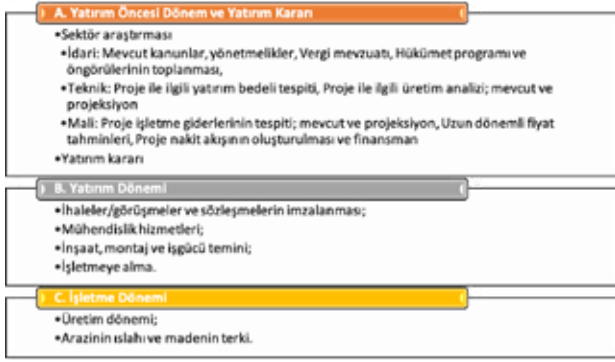 A. Yatırım Öncesi Dönem ve Yatırım Kararı
•Sektör araştırması
•İdari: Mevcut kanunlar, yönetmelikler, Vergi mevzuatı, Hükümet programı ve
öngörülerinin toplanması,
•Teknik: Proje ile ilgili yatırım bedeli tespiti, Proje ile ilgili üretim analizi; mevcut ve
projeksiyon
•Mali: Proje işletme giderlerinin tespiti; mevcut ve projeksiyon, Uzun dönemli fiyat
tahminleri, Proje nakit akışının oluşturulması ve finansman
•Yatırım kararı
B. Yatırım Dönemi
•İhaleler/görüşmeler ve sözleşmelerin imzalanması;
•Mühendislik hizmetleri;
•İnşaat, montaj ve işgücü temini;
•İşletmeye alma.
C. İşletme Dönemi
•Üretim dönemi;
•Arazinin ıslahı ve madenin terki.